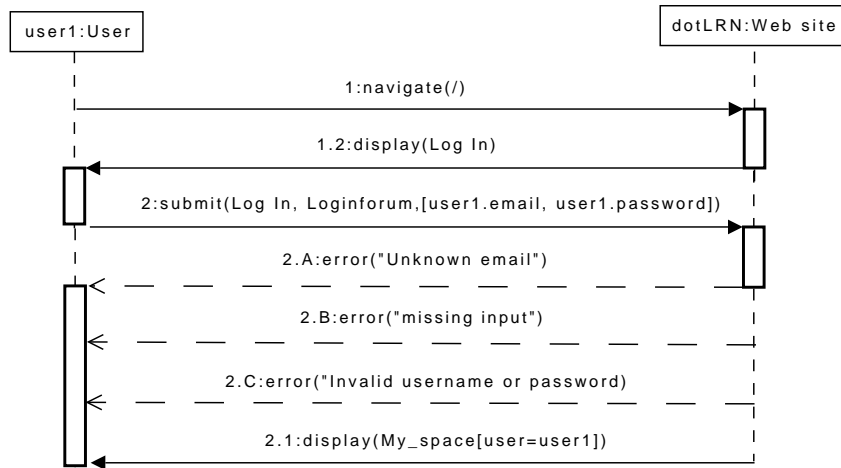 user1:User
dotLRN:Web site
1:navigate(/)
1.2:display(Log In)
2:submit(Log In, Loginforum,[user1.email, user1.password])
2.A:error("Unknown email")
2.B:error("missing input")
2.C:error("Invalid username or password)
2.1:display(My_space[user=user1])